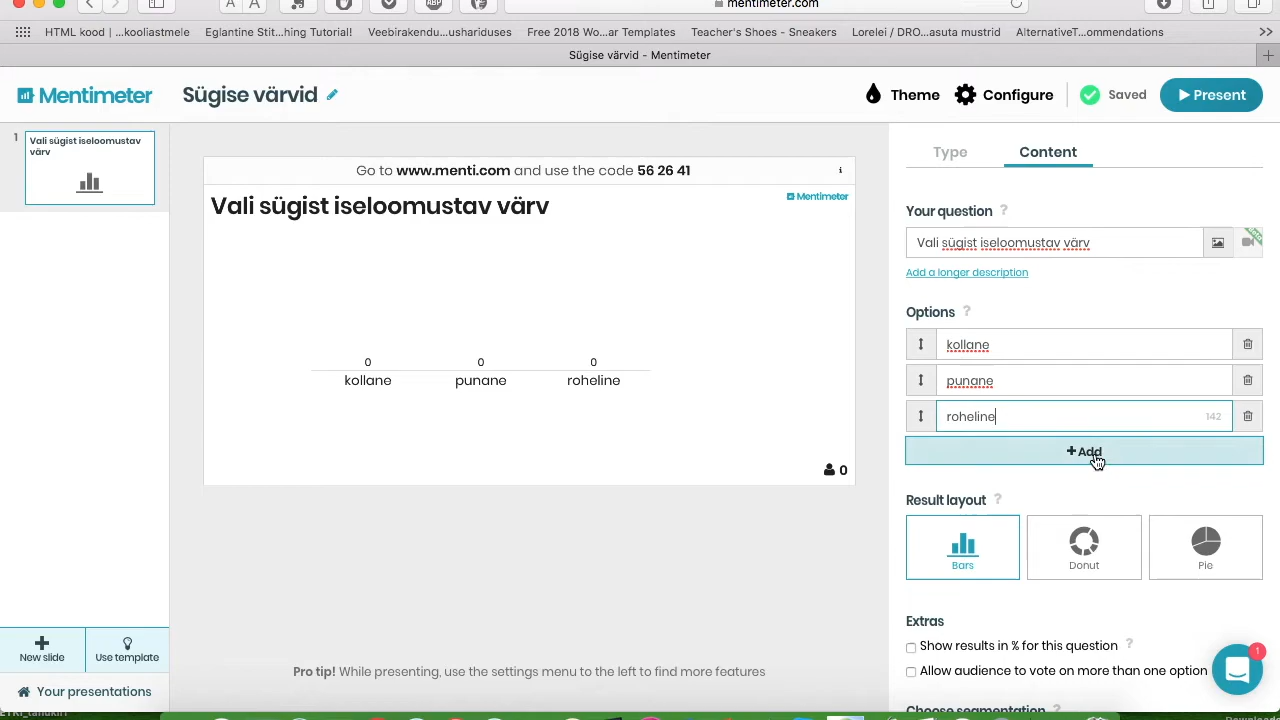 mentimeter.com
HTML kood | ...kooliastmele Eglantine Stit...hing Tutorial! Veebirakendu...ushariduses Free 2018 Wo...ar Templates Teacher's Shoes - Sneakers Lorelei / DRO...asuta mustrid AlternativeT...ommendations
Sügise värvid - Mentimeter
Mentimeter Sügise värvid Theme Configure Saved Present
1 Vali sügist iseloomustav
värv
Go to www.menti.com and use the code 56 26 41
Vali sügist iseloomustav värv
Mentimeter
0 0 0
kollane punane roheline
0
Type Content
Your question ?
Vali sügist iseloomustav värv
Add a longer description
Options ?
kollane
punane
roheline 142
+ Add
Result layout ?
Bars Donut Pie
Extras
Show results in % for this question ?
Allow audience to vote on more than one option
Choose segmentation ?
1
New slide Use template
Your presentations
Pro tip! While presenting, use the settings menu to the left to find more features